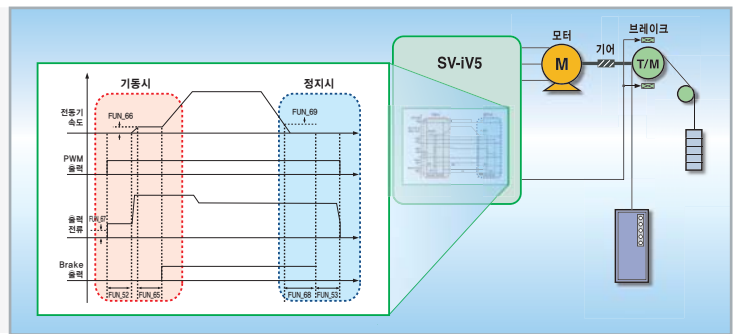 기동시
정지시
전동기
속도
FUN_66
FUN_69
PWM
출력
출력
전류
FUN_67
Brake
출력
FUN_52
FUN_65
FUN_68
FUN_53
SV-iV5
모터
M
기어
브레이크
T/M